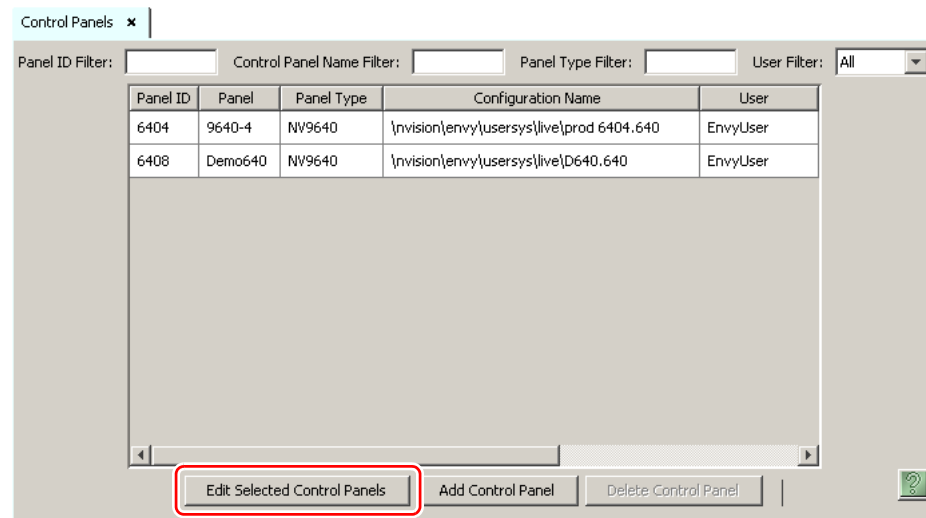 Control Panels ×
Panel ID Filter: Control Panel Name Filter: Panel Type Filter: User Filter: All
Panel ID Panel Panel Type Configuration Name User
6404 9640-4 NV9640 \nvision\envy\usersys\live\prod 6404.640 EnvyUser
6408 Demo640 NV9640 \nvision\envy\usersys\live\D640.640 EnvyUser
Edit Selected Control Panels Add Control Panel Delete Control Panel ?